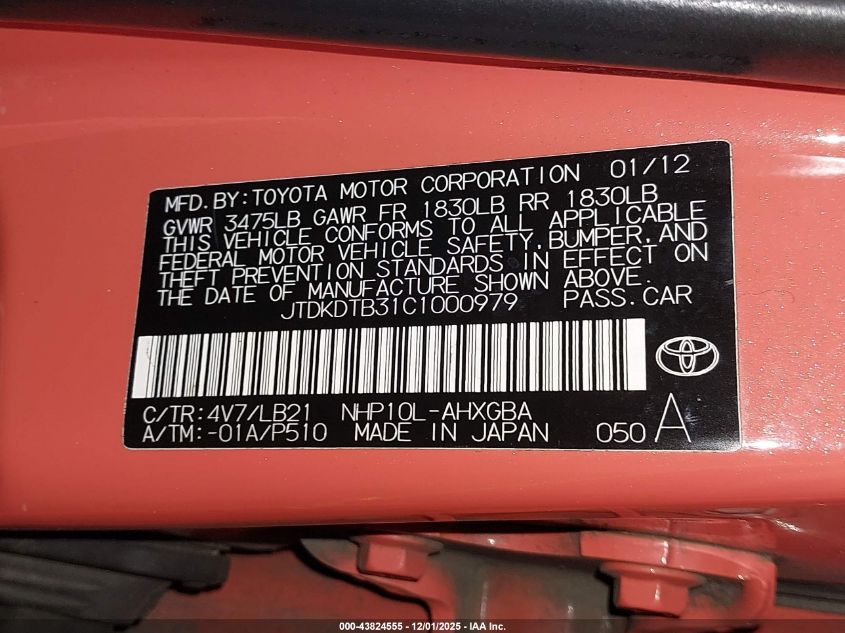 MFD. BY: TOYOTA MOTOR CORPORATION 01/12
GVWR 3475LB GAWR FR 1830LB RR 1830LB
THIS VEHICLE CONFORMS TO ALL APPLICABLE
FEDERAL MOTOR VEHICLE SAFETY, BUMPER, AND
THEFT PREVENTION STANDARDS IN EFFECT ON
THE DATE OF MANUFACTURE SHOWN ABOVE.
JTDKDTB31C1000979 PASS. CAR
C/TR: 4V7/LB21 NHP10L-AHXGBA
A/TM: -01A/P510 MADE IN JAPAN 050 A
000-43824555 - 12/01/2025 - IAA Inc.